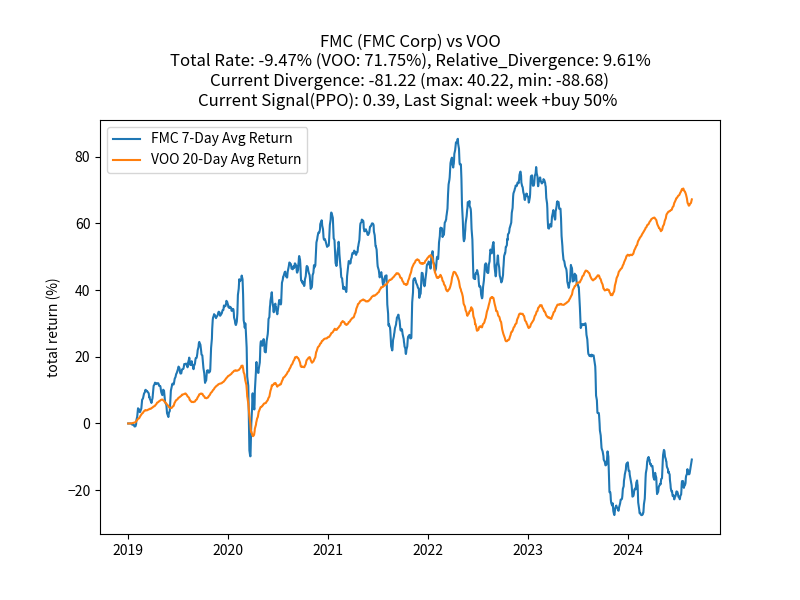 FMC (FMC Corp) vs VOO
Total Rate: -9.47% (VOO: 71.75%), Relative_Divergence: 9.61%
Current Divergence: -81.22 (max: 40.22, min: -88.68)
Current Signal(PPO): 0.39, Last Signal: week +buy 50%
FMC 7-Day Avg Return
VOO 20-Day Avg Return
total return (%)
80
60
40
20
0
−20
2019 2020 2021 2022 2023 2024